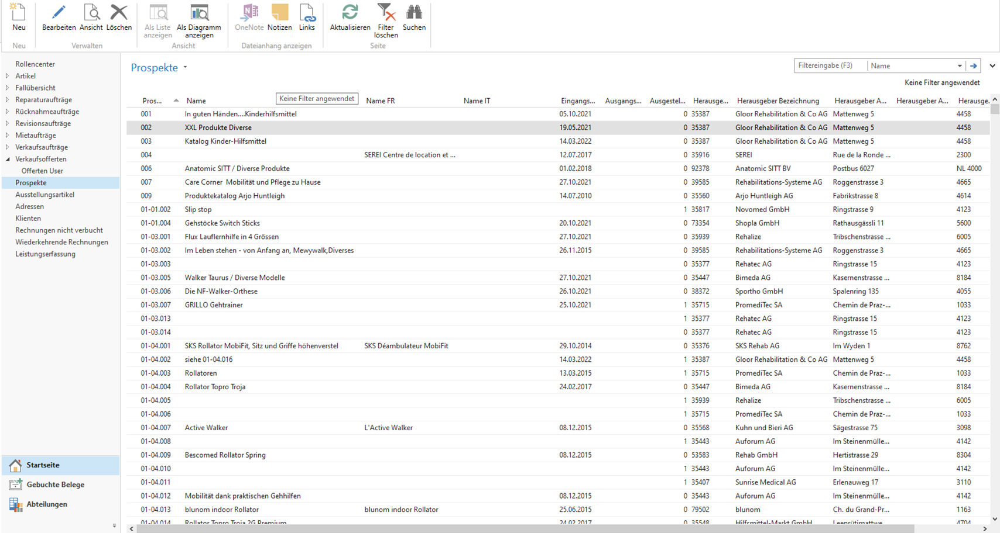 Neu
Bearbeiten Ansicht Löschen
Als Liste anzeigen
Als Diagramm anzeigen
OneNote Notizen Links
Aktualisieren
Filter löschen
Suchen
Neu Verwalten Ansicht Dateianhang anzeigen Seite
Rollencenter
Artikel
Fallübersicht
Reparaturaufträge
Rücknahmeaufträge
Revisionsaufträge
Mietaufträge
Verkaufsaufträge
Verkaufsofferten
Offerten User
Prospekte
Ausstellungsartikel
Adressen
Klienten
Rechnungen nicht verbucht
Wiederkehrende Rechnungen
Leistungserfassung
Startseite
Gebuchte Belege
Abteilungen
Prospekte
Filtereingabe (F3) Name
Keine Filter angewendet
Keine Filter angewendet
Pros... Name Name FR Name IT Eingangs... Ausgangs... Ausgestel... Herausge... Herausgeber Bezeichnung Herausgeber A... Herausgeber A... Herausge.
001 In guten Händen....Kinderhilfsmittel 05.10.2021 0 35387 Gloor Rehabilitation & Co AG Mattenweg 5 4458
002 XXL Produkte Diverse 19.05.2021 0 35387 Gloor Rehabilitation & Co AG Mattenweg 5 4458
003 Katalog Kinder-Hilfsmittel 14.03.2022 0 35387 Gloor Rehabilitation & Co AG Mattenweg 5 4458
004 SEREI Centre de location et ... 12.07.2017 0 35916 SEREI Rue de la Ronde ... 2300
006 Anatomic SITT / Diverse Produkte 01.02.2018 0 92378 Anatomic SITT BV Postbus 6027 NL 4000
007 Care Corner Mobilität und Pflege zu Hause 27.10.2021 0 39585 Rehabilitations-Systeme AG Roggenstrasse 3 4665
009 Produktekatalog Arjo Huntleigh 14.07.2010 0 35560 Arjo Huntleigh AG Fabrikstrasse 8 4614
01-01.002 Slip stop 1 35817 Novomed GmbH Ringstrasse 9 4123
01-01.004 Gehstöcke Switch Sticks 20.10.2021 0 73354 Shopla GmbH Rathausgässli 11 5600
01-03.001 Flux Lauflernhilfe in 4 Grössen 27.10.2021 0 35939 Rehalize Tribschenstrasse ... 6005
01-03.002 Im Leben stehen - von Anfang an, Mewywalk,Diverses 26.11.2015 0 39585 Rehabilitations-Systeme AG Roggenstrasse 3 4665
01-03.003 0 35377 Rehatec AG Ringstrasse 15 4123
01-03.005 Walker Taurus / Diverse Modelle 27.10.2021 0 35447 Bimeda AG Kasernenstrasse ... 8184
01-03.006 Die NF-Walker-Orthese 26.10.2021 0 38372 Sportho GmbH Spalenring 135 4055
01-03.007 GRILLO Gehtrainer 25.10.2021 1 35715 PromediTec SA Chemin de Praz-... 1033
01-03.013 1 35377 Rehatec AG Ringstrasse 15 4123
01-03.014 0 35377 Rehatec AG Ringstrasse 15 4123
01-04.001 SKS Rollator MobiFit, Sitz und Griffe höhenverstel SKS Déambulateur MobiFit 29.10.2014 0 35376 SKS Rehab AG Im Wyden 1 8762
01-04.002 siehe 01-04.016 14.03.2022 1 35387 Gloor Rehabilitation & Co AG Mattenweg 5 4458
01-04.003 Rollatoren 13.03.2015 1 35715 PromediTec SA Chemin de Praz-... 1033
01-04.004 Rollator Topro Troja 24.02.2017 0 35447 Bimeda AG Kasernenstrasse ... 8184
01-04.005 1 35939 Rehalize Tribschenstrasse ... 6005
01-04.006 1 35715 PromediTec SA Chemin de Praz-... 1033
01-04.007 Active Walker L'Active Walker 08.12.2015 0 35568 Kuhn und Bieri AG Sägestrasse 75 3098
01-04.008 1 35443 Auforum AG Im Steinenmülle... 4142
01-04.009 Bescomed Rollator Spring 08.12.2015 0 53583 Rehab GmbH Hertistrasse 29 8304
01-04.010 1 35443 Auforum AG Im Steinenmülle... 4142
01-04.011 1 35407 Sunrise Medical AG Erlenauweg 17 3110
01-04.012 Mobilität dank praktischen Gehhilfen 08.12.2015 0 35443 Auforum AG Im Steinenmülle... 4142
01-04.013 blunom indoor Rollator blunom indoor Rollator 25.06.2015 0 79502 blunom Ch. du Grand-Pr... 1163
01-04.014 Rollator Topro Troja 2G Premium 24.02.2017 0 35548 Hilfsmittel-Markt GmbH Leenrütimattwe... 4704